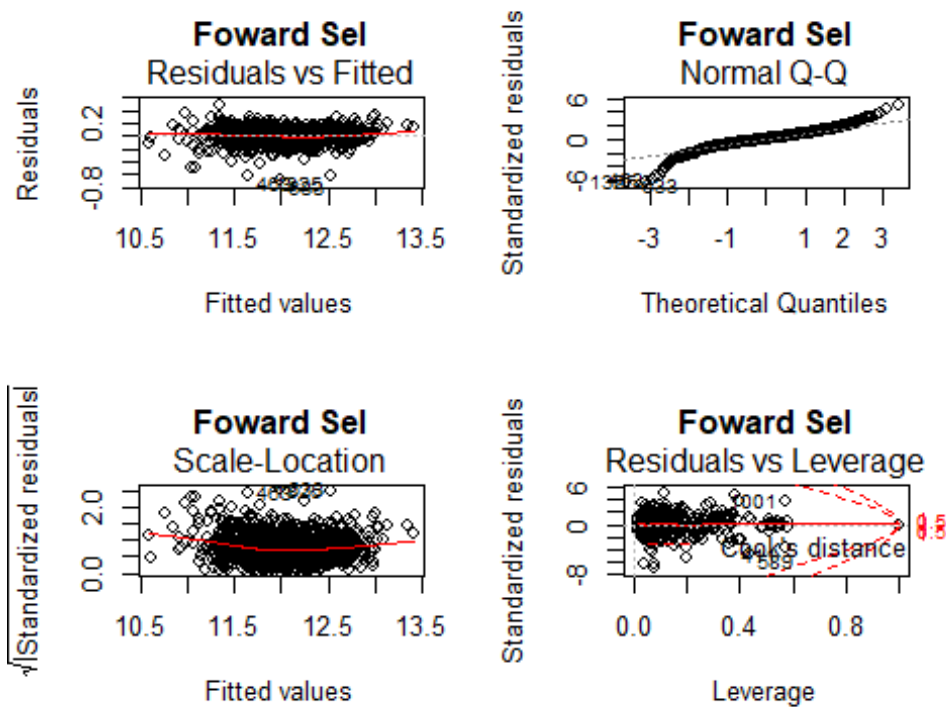 Foward Sel
Residuals vs Fitted
Residuals
0.2
-0.8
10.5 11.5 12.5 13.5
Fitted values
Foward Sel
Normal Q-Q
Standardized residuals
6
0
-6
-3 -1 1 2 3
Theoretical Quantiles
Foward Sel
Scale-Location
√|Standardized residuals|
2.0
0.0
10.5 11.5 12.5 13.5
Fitted values
Foward Sel
Residuals vs Leverage
Standardized residuals
6
0
-8
Cook's distance
589
0.0 0.4 0.8
Leverage